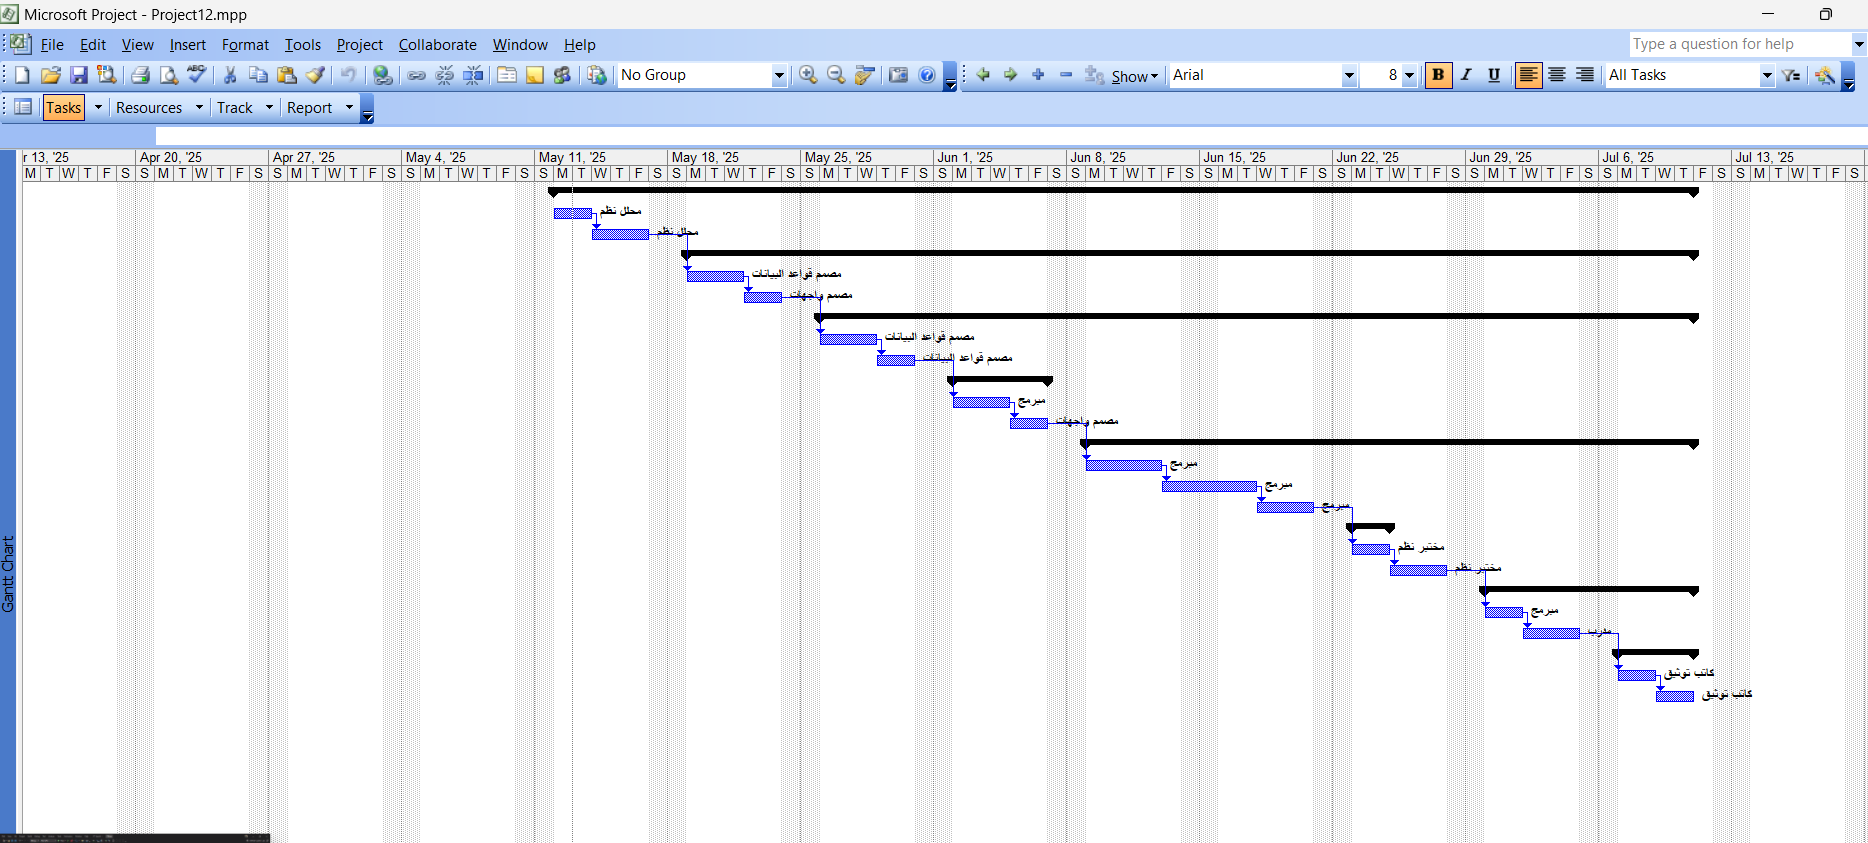 Microsoft Project - Project12.mpp
File Edit View Insert Format Tools Project Collaborate Window Help
Type a question for help
No Group
Show
Arial
8
B I U
All Tasks
Tasks Resources Track Report
r 13, '25 Apr 20, '25 Apr 27, '25 May 4, '25 May 11, '25 May 18, '25 May 25, '25 Jun 1, '25 Jun 8, '25 Jun 15, '25 Jun 22, '25 Jun 29, '25 Jul 6, '25 Jul 13, '25
M T W T F S S M T W T F S S M T W T F S S M T W T F S S M T W T F S S M T W T F S S M T W T F S S M T W T F S S M T W T F S S M T W T F S S M T W T F S S M T W T F S S M T W T F S S M T W T F S
محلل نظم
محلل نظم
مصمم قواعد البيانات
مصمم واجهات
مصمم قواعد البيانات
مصمم قواعد البيانات
مبرمج
مصمم واجهات
مبرمج
مبرمج
مبرمج
مختبر نظم
مختبر نظم
مبرمج
مدرب
كاتب توثيق
كاتب توثيق
Gantt Chart